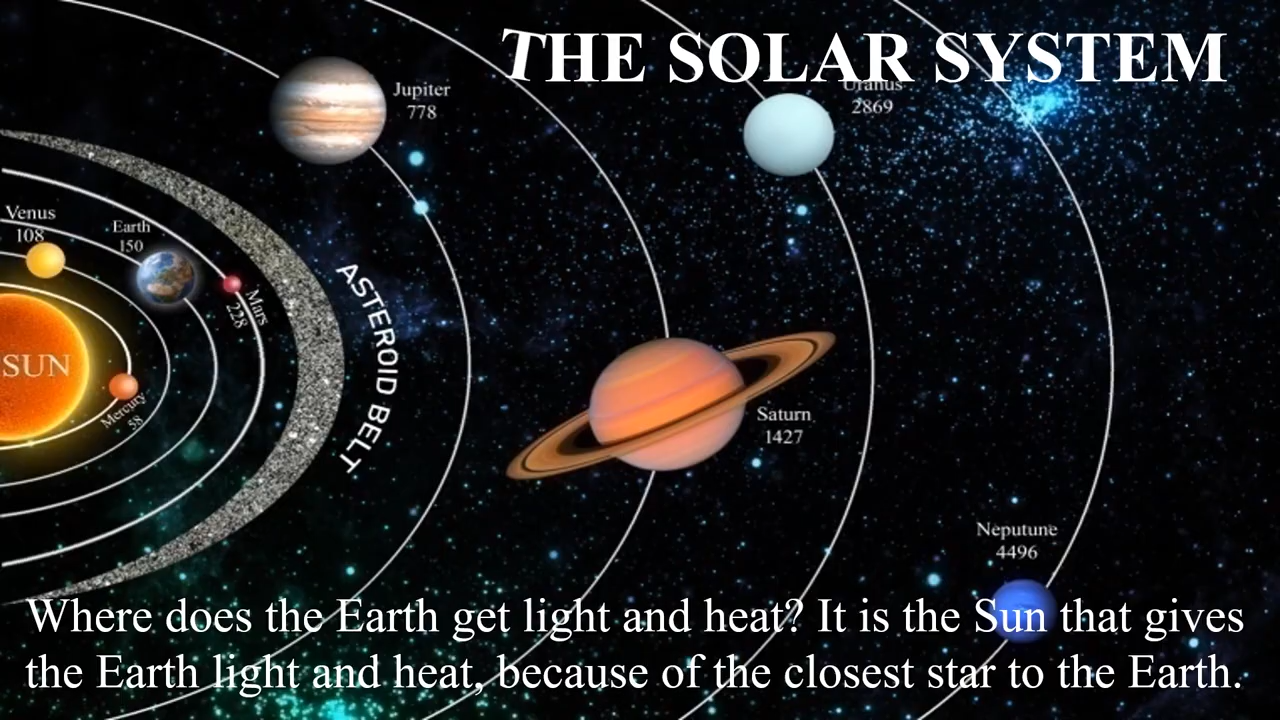 THE SOLAR SYSTEM
Jupiter
778
Uranus
2869
Venus
108
Earth
150
Mars
228
ASTEROID BELT
SUN
Mercury
58
Saturn
1427
Neputune
4496
Where does the Earth get light and heat? It is the Sun that gives
the Earth light and heat, because of the closest star to the Earth.